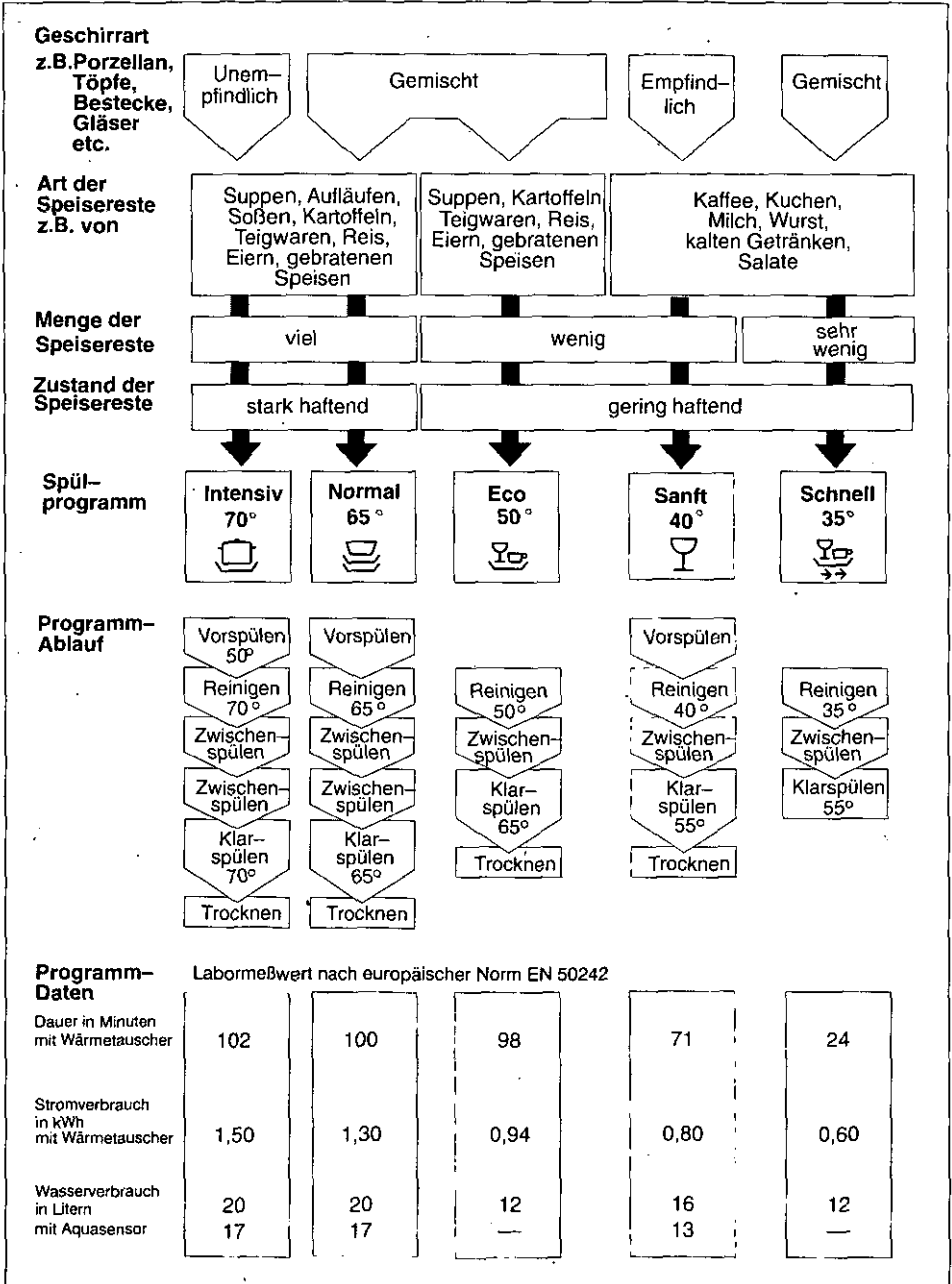 Geschirrart
z.B.Porzellan,
Töpfe,
Bestecke,
Gläser
etc.
Unem–
pfindlich
Gemischt
Empfind–
lich
Gemischt
Art der
Speisereste
z.B. von
Suppen, Aufläufen,
Soßen, Kartoffeln,
Teigwaren, Reis,
Eiern, gebratenen
Speisen
Suppen, Kartoffeln
Teigwaren, Reis,
Eiern, gebratenen
Speisen
Kaffee, Kuchen,
Milch, Wurst,
kalten Getränken,
Salate
Menge der
Speisereste
viel
wenig
sehr
wenig
Zustand der
Speisereste
stark haftend
gering haftend
Spül–
programm
Intensiv
70°
Normal
65°
Eco
50°
Sanft
40°
Schnell
35°
Programm–
Ablauf
Vorspülen
50°
Reinigen
70°
Zwischen–
spülen
Zwischen–
spülen
Klar–
spülen
70°
Trocknen
Vorspülen
Reinigen
65°
Zwischen–
spülen
Zwischen–
spülen
Klar–
spülen
65°
Trocknen
Reinigen
50°
Zwischen–
spülen
Klar–
spülen
65°
Trocknen
Vorspülen
Reinigen
40°
Zwischen–
spülen
Klar–
spülen
55°
Trocknen
Reinigen
35°
Zwischen–
spülen
Klarspülen
55°
Programm–
Daten
Labormeßwert nach europäischer Norm EN 50242
Dauer in Minuten
mit Wärmetauscher
102 100 98 71 24
Stromverbrauch
in kWh
mit Wärmetauscher
1,50 1,30 0,94 0,80 0,60
Wasserverbrauch
in Litern
20 20 12 16 12
mit Aquasensor
17 17 — 13 —